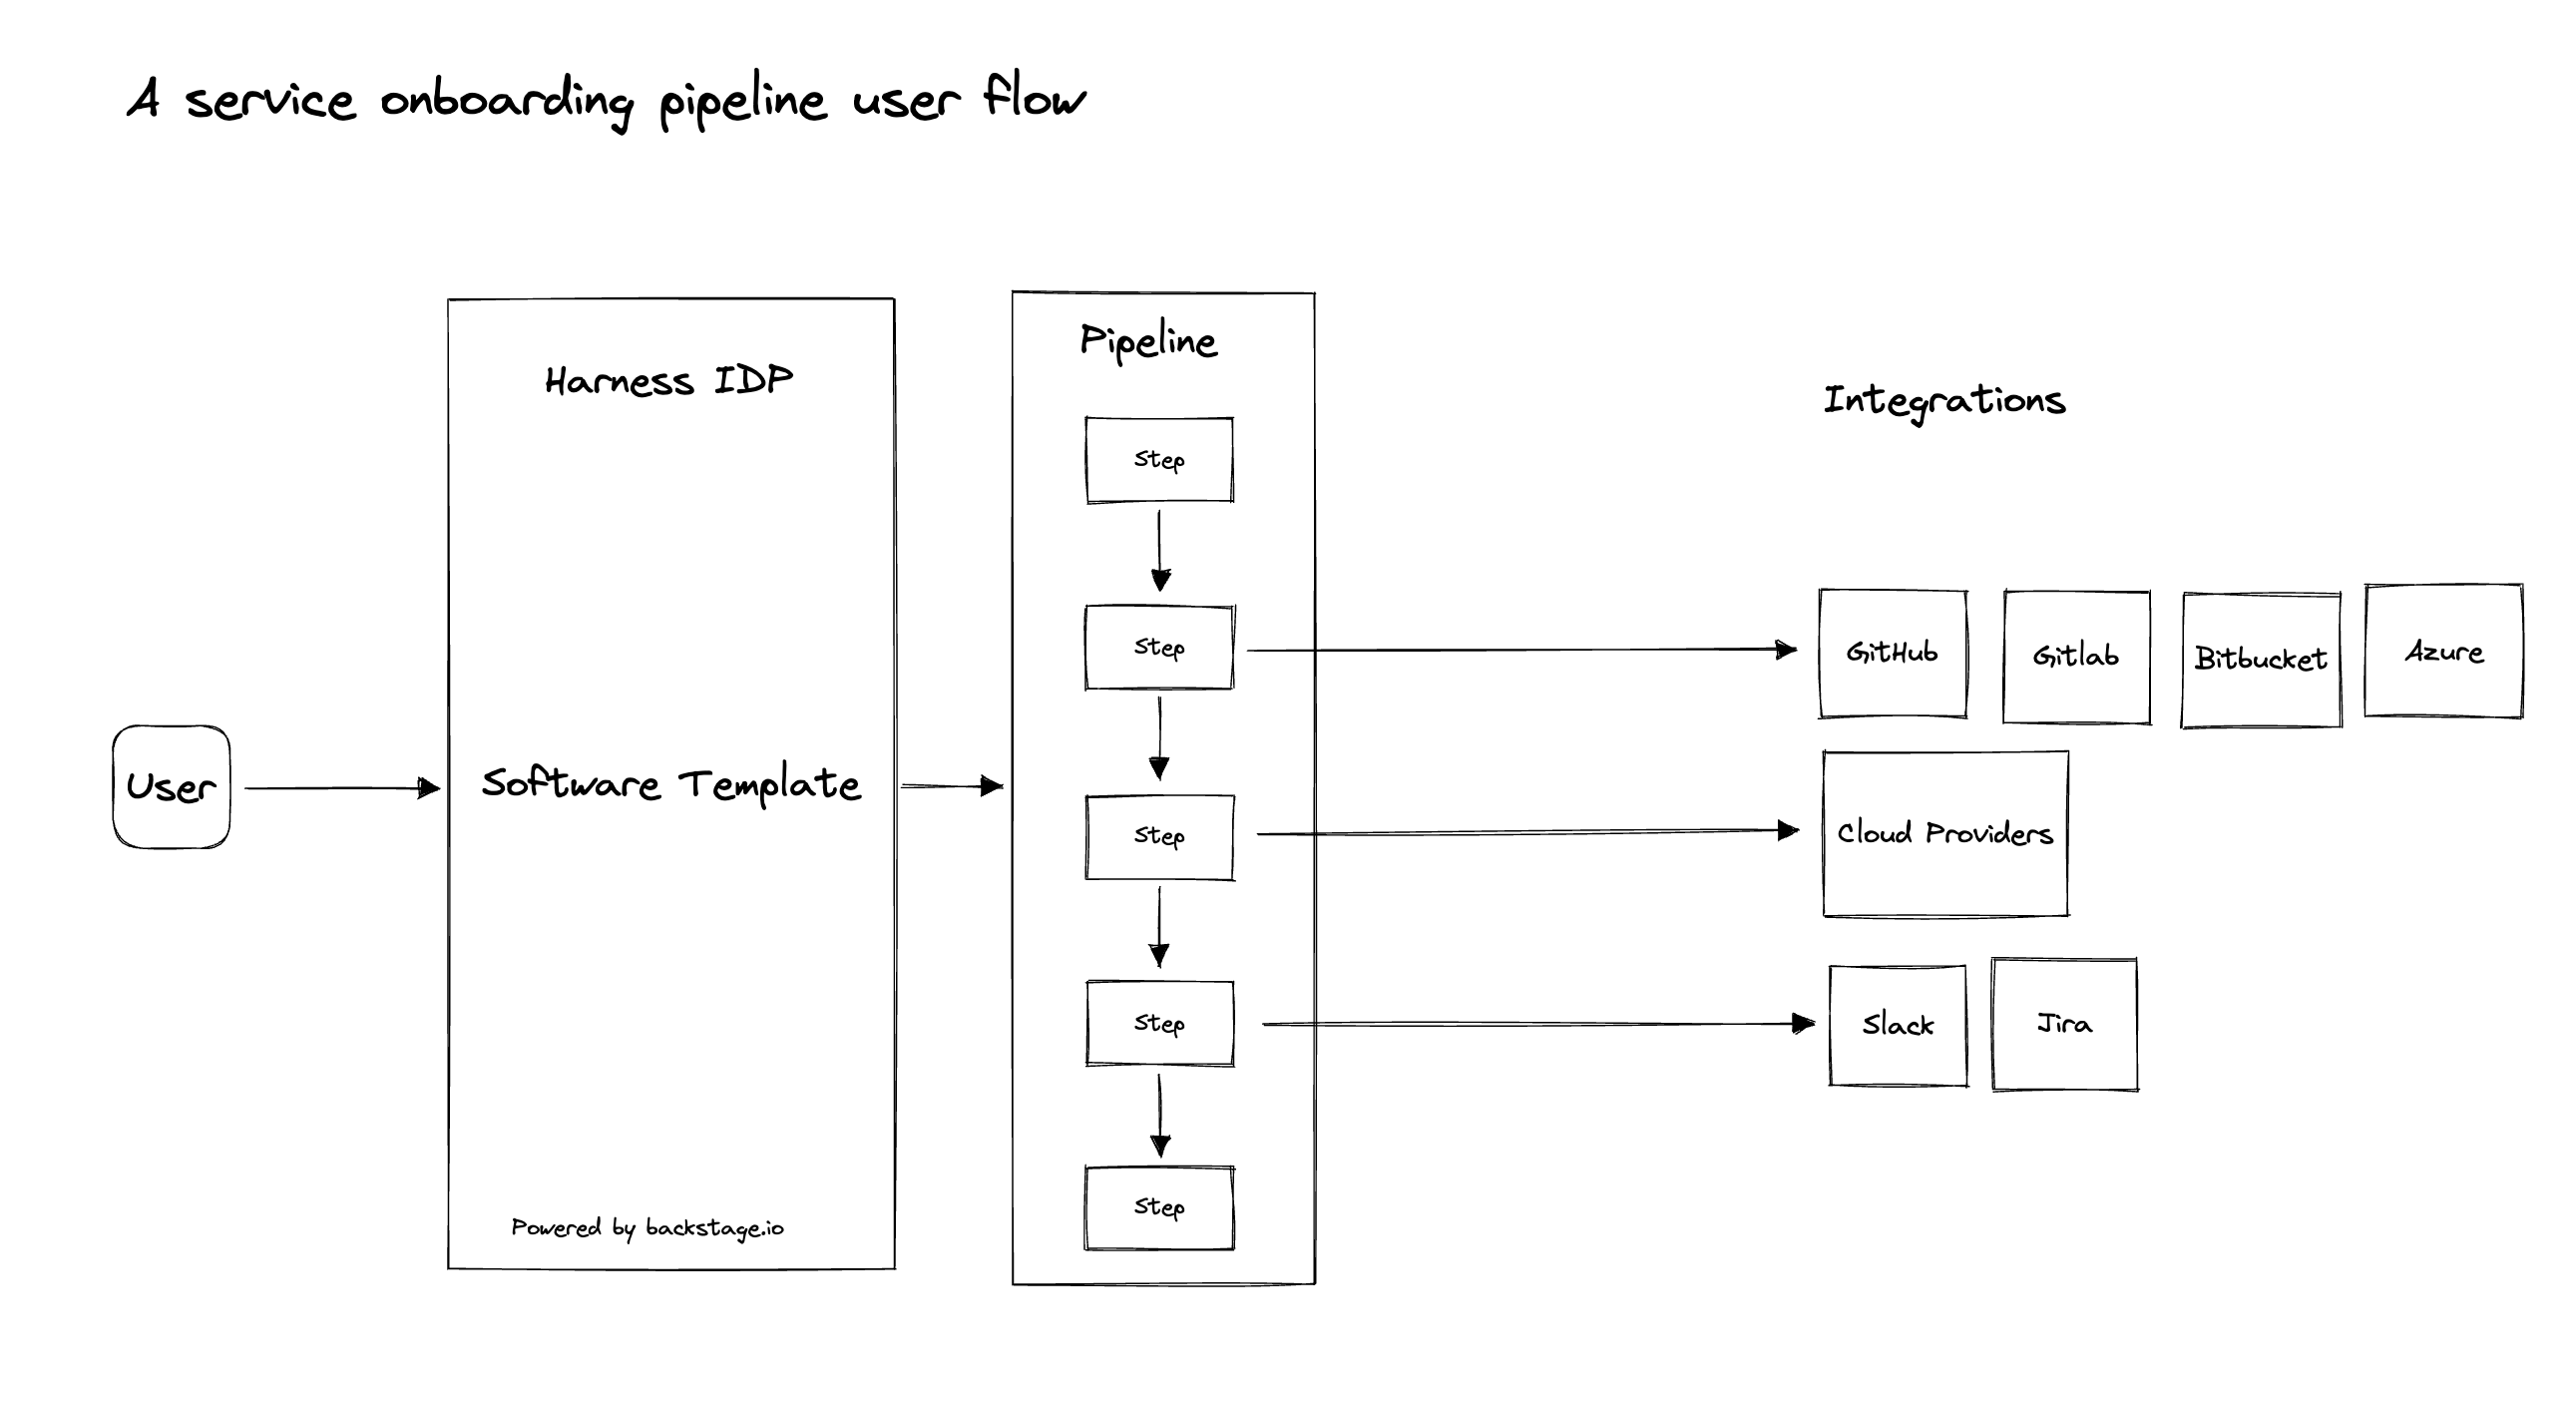 A service onboarding pipeline user flow
User
Harness IDP
Software Template
Powered by backstage.io
Pipeline
Step
Step
Step
Step
Step
Integrations
GitHub
Gitlab
Bitbucket
Azure
Cloud Providers
Slack
Jira